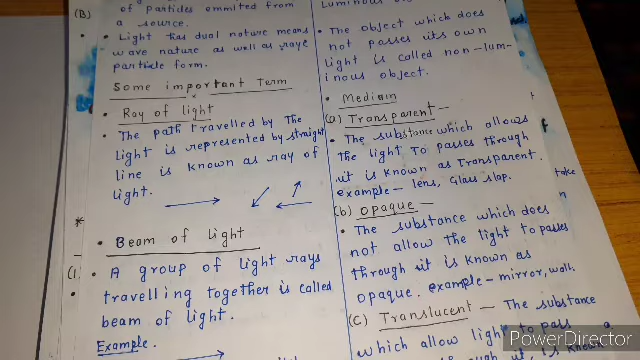 (B)
of particles emmited from
a source.
• Light has dual nature means
wave nature as well as
particle form.
Some important Term
• Ray of light
• The path travelled by The
light is represented by straight
line is known as ray of
light.
*
• Beam of Light
(1.
• A group of light rays
travelling together is called
beam of light.
Example.
Luminous
• The object which does
not passes its own
light is called non-lum-
inous object.
• Medium
(a) Transparent -
• The substance which allows
the light To passes through
it is known as Transparent.
example - lens, Glass slap.
(b) opaque -
• The substance which does
not allow the light to passes
through it is known as
opaque. example - mirror, wall.
(C) Translucent - The substance
which allow light to pass
it is known
take
PowerDirector